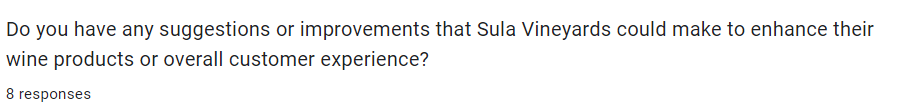 Do you have any suggestions or improvements that Sula Vineyards could make to enhance their
wine products or overall customer experience?
8 responses